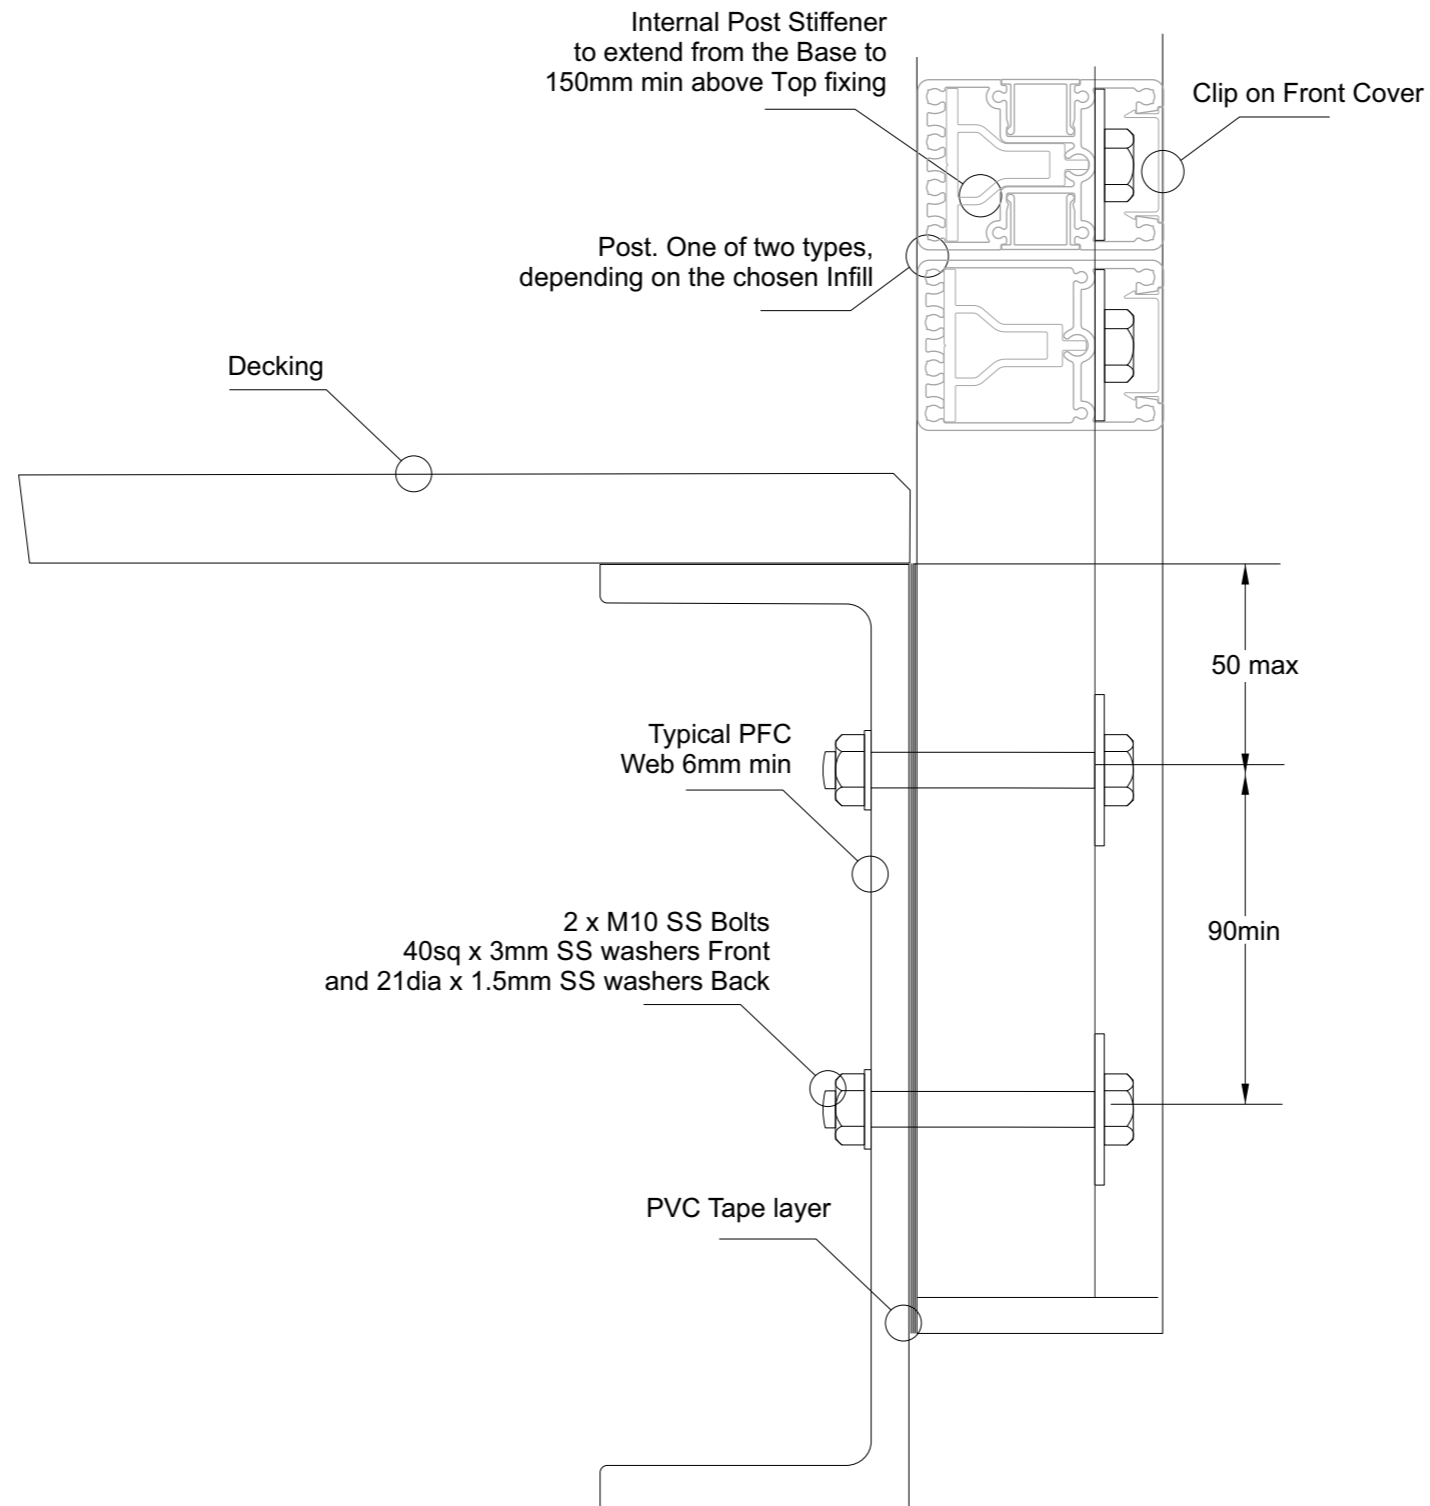 Internal Post Stiffener
to extend from the Base to
150mm min above Top fixing
Clip on Front Cover
Post. One of two types,
depending on the chosen Infill
Decking
50 max
Typical PFC
Web 6mm min
2 x M10 SS Bolts
40sq x 3mm SS washers Front
and 21dia x 1.5mm SS washers Back
90min
PVC Tape layer